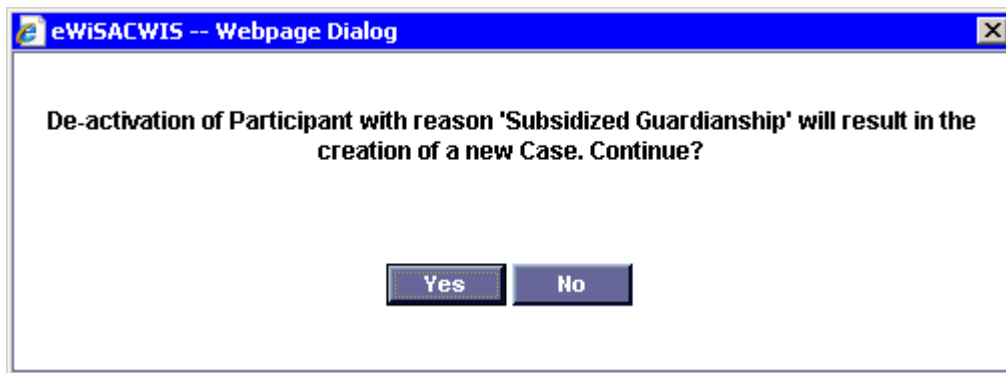 eWiSACWIS -- Webpage Dialog
De-activation of Participant with reason 'Subsidized Guardianship' will result in the
creation of a new Case. Continue?
Yes No